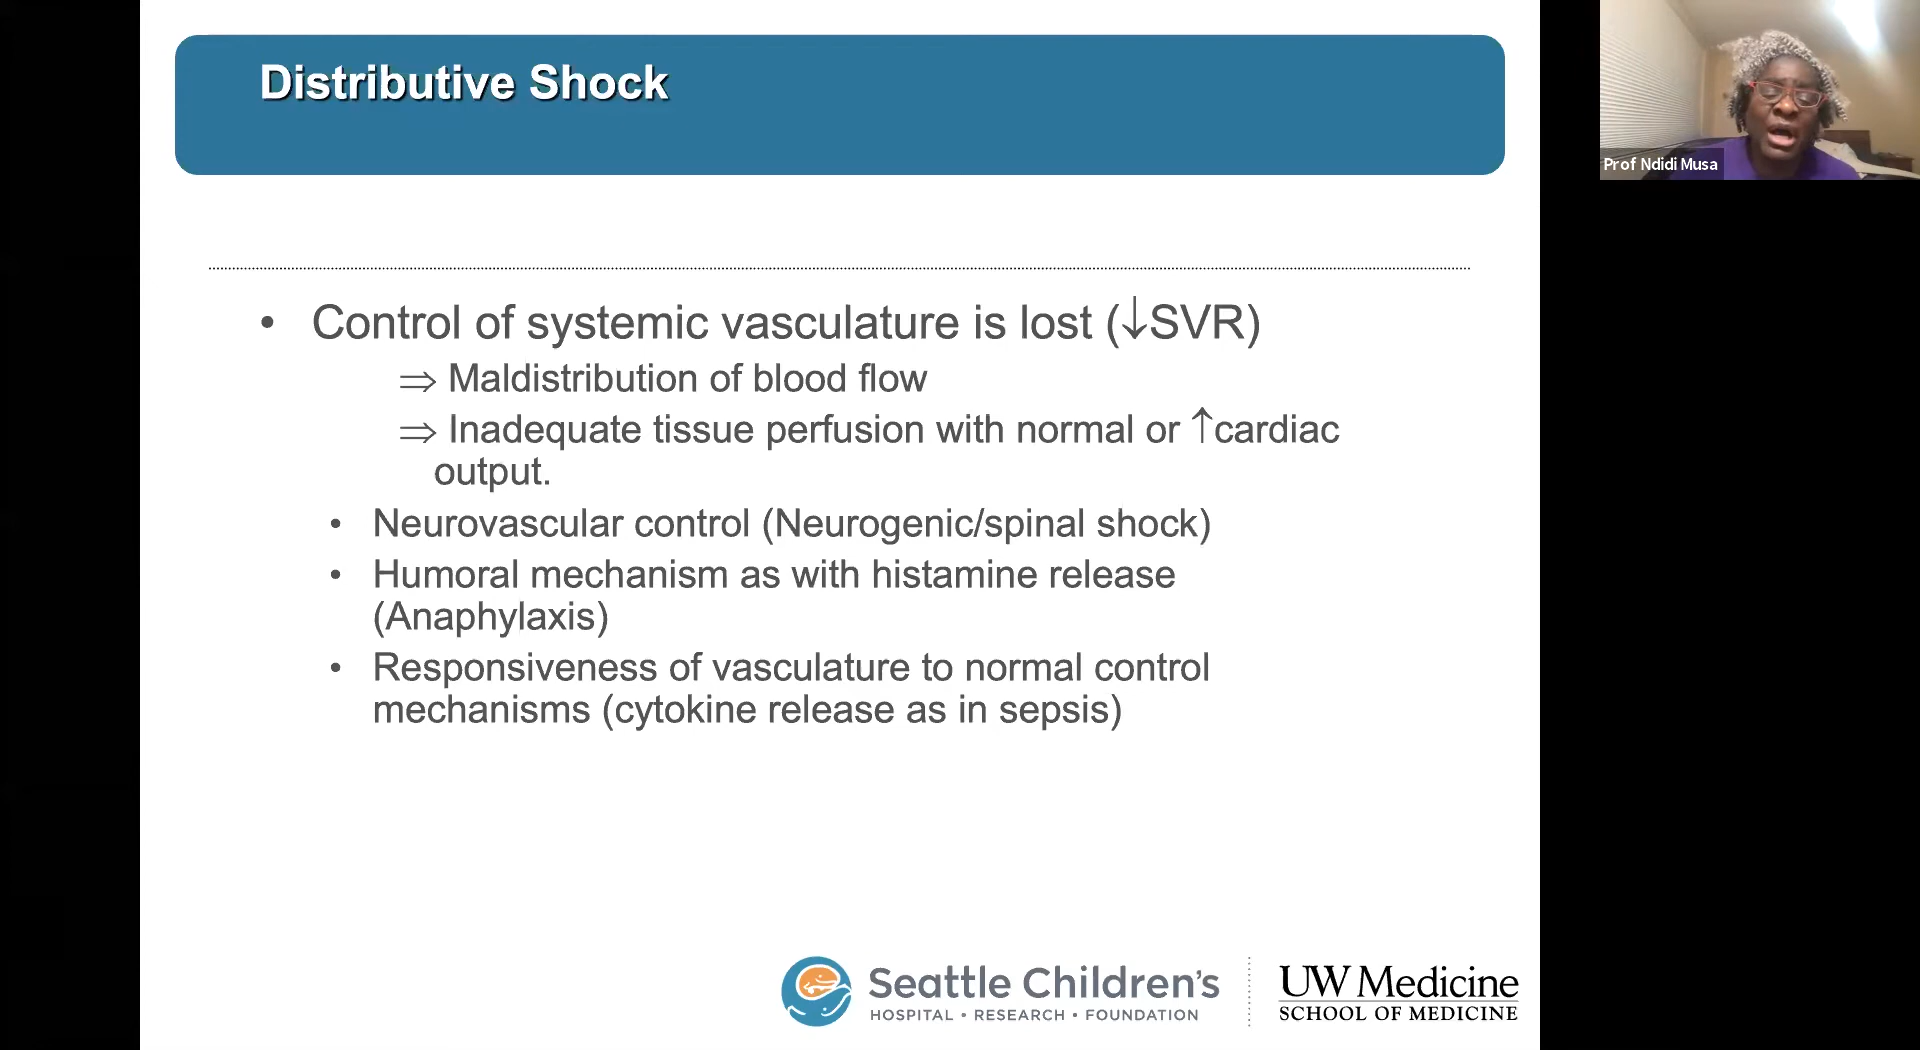 Distributive Shock
Prof Ndidi Musa
• Control of systemic vasculature is lost (↓SVR)
⇒ Maldistribution of blood flow
⇒ Inadequate tissue perfusion with normal or ↑cardiac
output.
• Neurovascular control (Neurogenic/spinal shock)
• Humoral mechanism as with histamine release
(Anaphylaxis)
• Responsiveness of vasculature to normal control
mechanisms (cytokine release as in sepsis)
Seattle Children's
HOSPITAL • RESEARCH • FOUNDATION
UW Medicine
SCHOOL OF MEDICINE